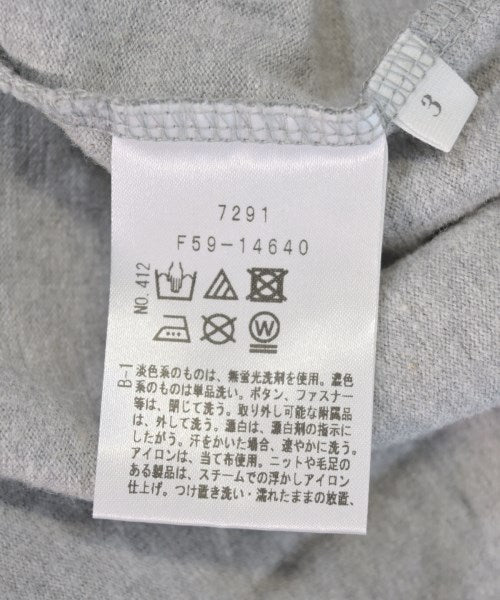 3
7291
F59-14640
NO.412
W
B-1
淡色系のものは、無蛍光洗剤を使用。濃色
系のものは単品洗い。ボタン、ファスナー
等は、閉じて洗う。取り外し可能な附属品
は、外して洗う。漂白は、漂白剤の指示に
したがう。汗をかいた場合、速やかに洗う。
アイロンは、当て布使用。ニットや毛足の
ある製品は、スチームでの浮かしアイロン
仕上げ。つけ置き洗い・濡れたままの放置、